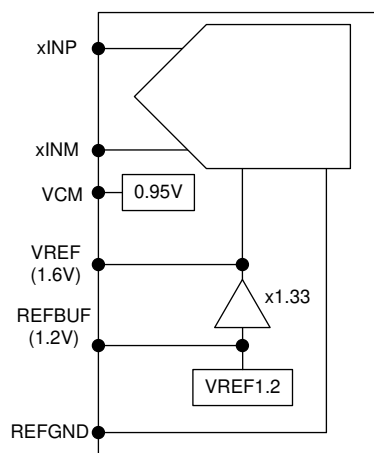 xINP
xINM
VCM
0.95V
VREF
(1.6V)
x1.33
REFBUF
(1.2V)
VREF1.2
REFGND